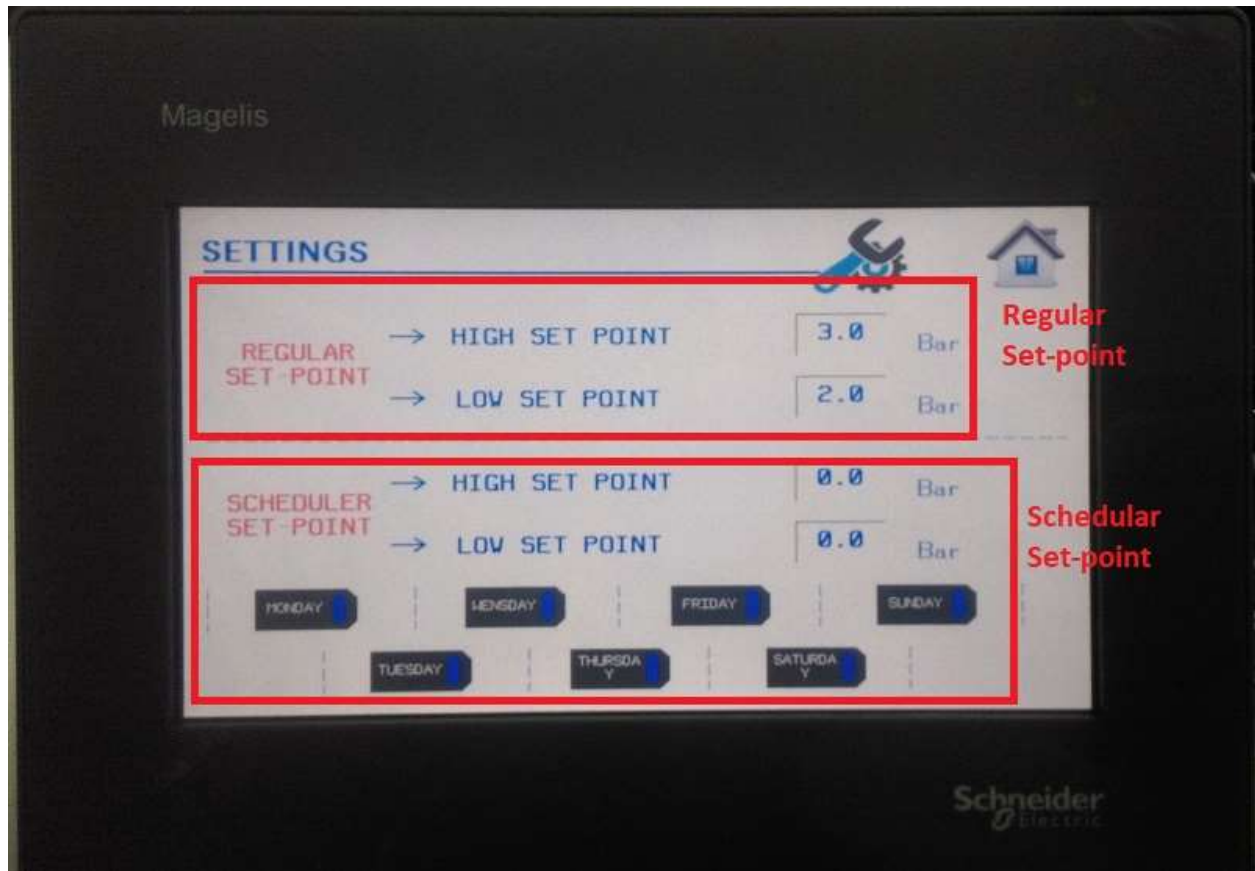 Magelis
SETTINGS
REGULAR
SET-POINT
→ HIGH SET POINT 3.0 Bar
→ LOW SET POINT 2.0 Bar
Regular
Set-point
SCHEDULER
SET-POINT
→ HIGH SET POINT 0.0 Bar
→ LOW SET POINT 0.0 Bar
Schedular
Set-point
MONDAY WENSDAY FRIDAY SUNDAY
TUESDAY THURSDA
Y SATURDA
Y
Schneider
Electric